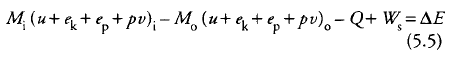 Mᵢ (u + eₖ + eₚ + pv)ᵢ – Mₒ (u + eₖ + eₚ + pv)ₒ – Q + Wₛ = ΔE
(5.5)